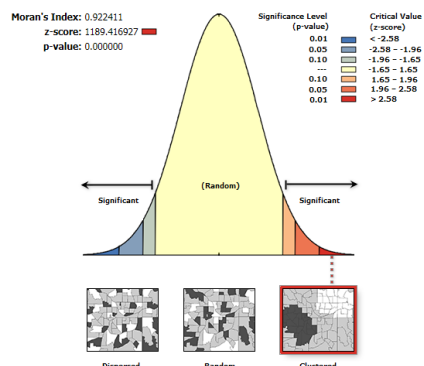 Moran's Index: 0.922411
z-score: 1189.416927
p-value: 0.000000
Significance Level
(p-value)
Critical Value
(z-score)
0.01 < -2.58
0.05 -2.58 – -1.96
0.10 -1.96 – -1.65
--- -1.65 – 1.65
0.10 1.65 – 1.96
0.05 1.96 – 2.58
0.01 > 2.58
(Random)
Significant
Significant
Dispersed
Random
Clustered